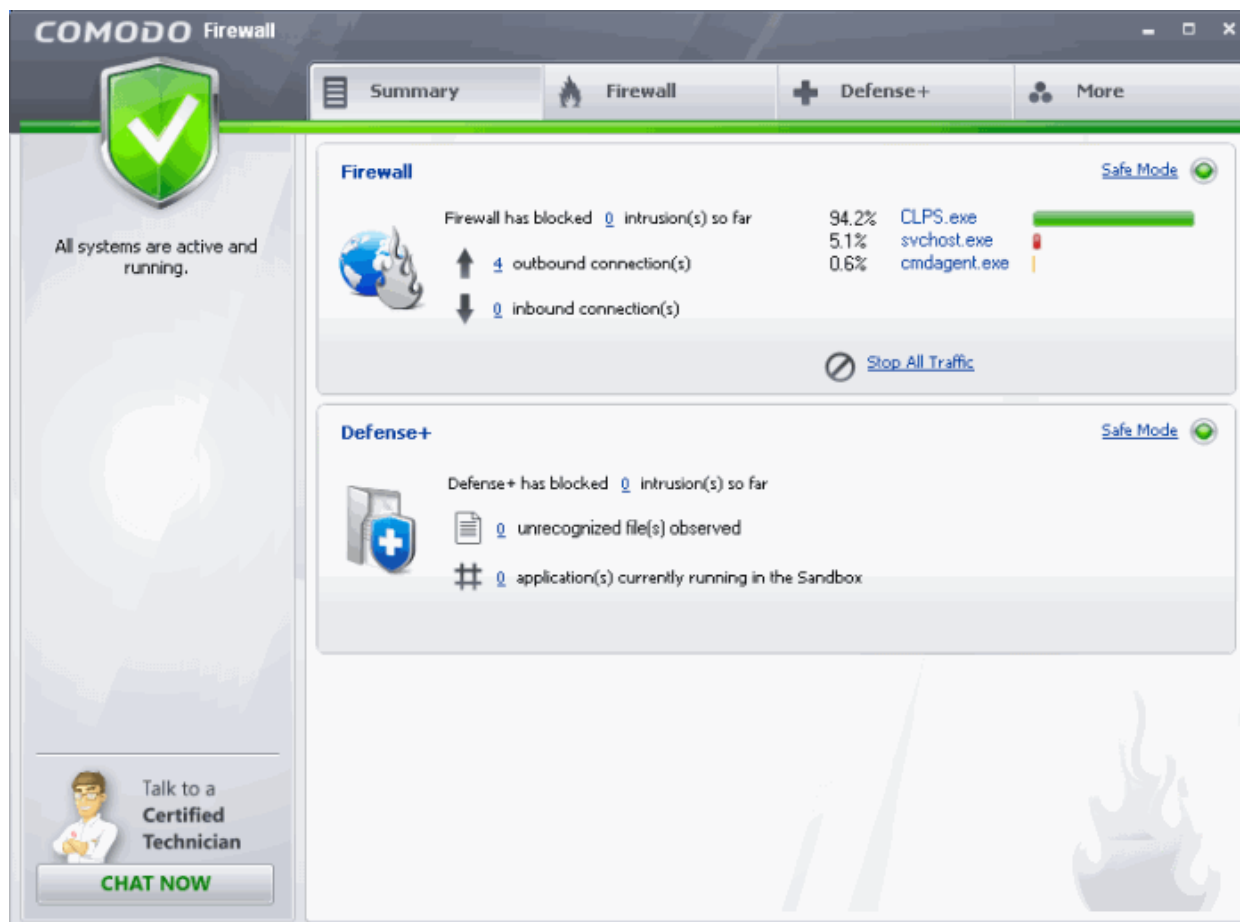 COMODO Firewall
Summary
Firewall
Defense+
More
All systems are active and
running.
Firewall
Safe Mode
Firewall has blocked 0 intrusion(s) so far
4 outbound connection(s)
0 inbound connection(s)
94.2% CLPS.exe
5.1% svchost.exe
0.6% cmdagent.exe
Stop All Traffic
Defense+
Safe Mode
Defense+ has blocked 0 intrusion(s) so far
0 unrecognized file(s) observed
0 application(s) currently running in the Sandbox
Talk to a
Certified
Technician
CHAT NOW